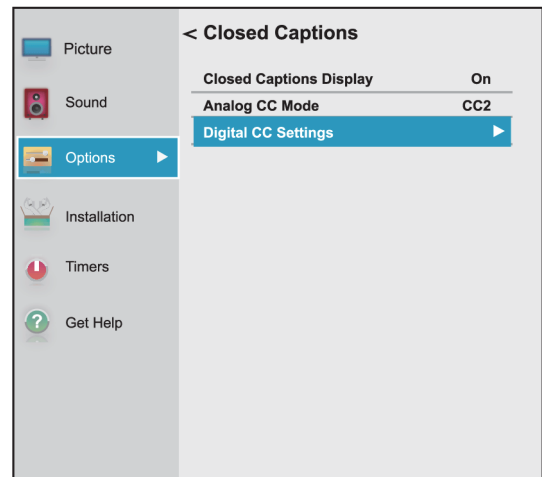 Picture
Sound
Options
Installation
Timers
Get Help
< Closed Captions
Closed Captions Display On
Analog CC Mode CC2
Digital CC Settings